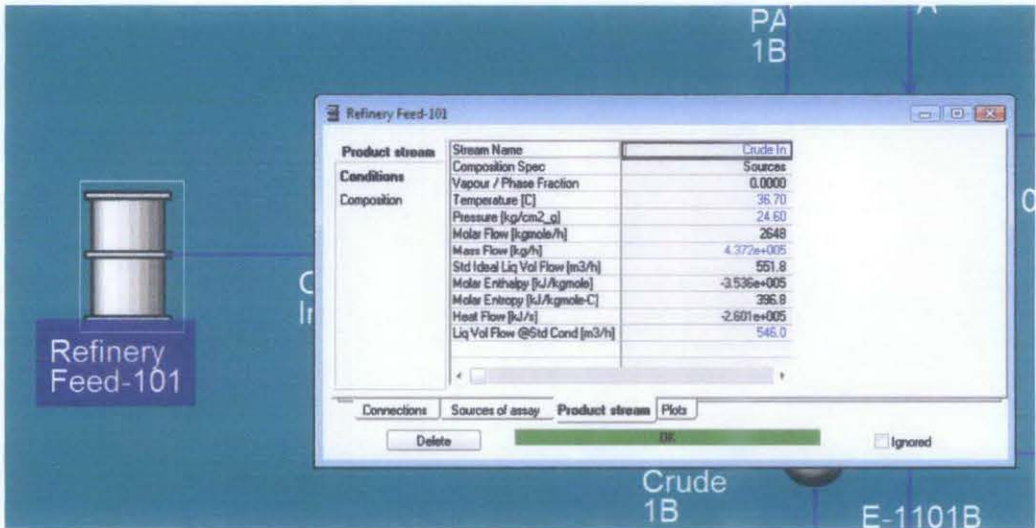 PA
1B
Refinery Feed-101
Product stream
Conditions
Composition
Stream Name Crude In
Composition Spec Sources
Vapour / Phase Fraction 0.0000
Temperature [C] 36.70
Pressure [kg/cm2_g] 24.60
Molar Flow [kgmole/h] 2648
Mass Flow [kg/h] 4.372e+005
Std Ideal Liq Vol Flow [m3/h] 551.8
Molar Enthalpy [kJ/kgmole] -3.536e+005
Molar Entropy [kJ/kgmole-C] 396.8
Heat Flow [kJ/s] -2.601e+005
Liq Vol Flow @Std Cond [m3/h] 546.0
Refinery
Feed-101
Connections Sources of assay Product stream Plots
Delete OK Ignored
Crude
1B
E-1101B